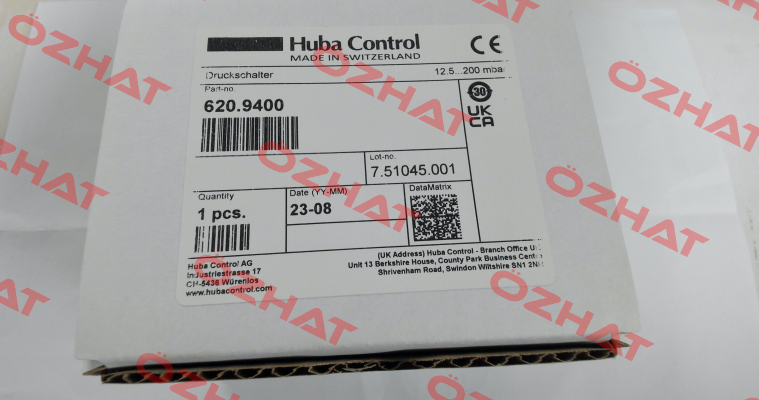 Huba Control
MADE IN SWITZERLAND
CE
Druckschalter
12.5...200 mbar
Part-no.
620.9400
30
UK
CA
Lot-no.
7.51045.001
Quantity
1 pcs.
Date (YY-MM)
23-08
DataMatrix
Huba Control AG
Industriestrasse 17
CH-5436 Würenlos
www.hubacontrol.com
(UK Address) Huba Control - Branch Office
Unit 13 Berkshire House, County Park Business
Shrivenham Road, Swindon Wiltshire SN1
ÖZHAT
ÖZHAT
ÖZHAT
ÖZHAT
ÖZHAT
ÖZHAT
ÖZHAT
ÖZHAT
ÖZHAT
ÖZHAT
ÖZHAT